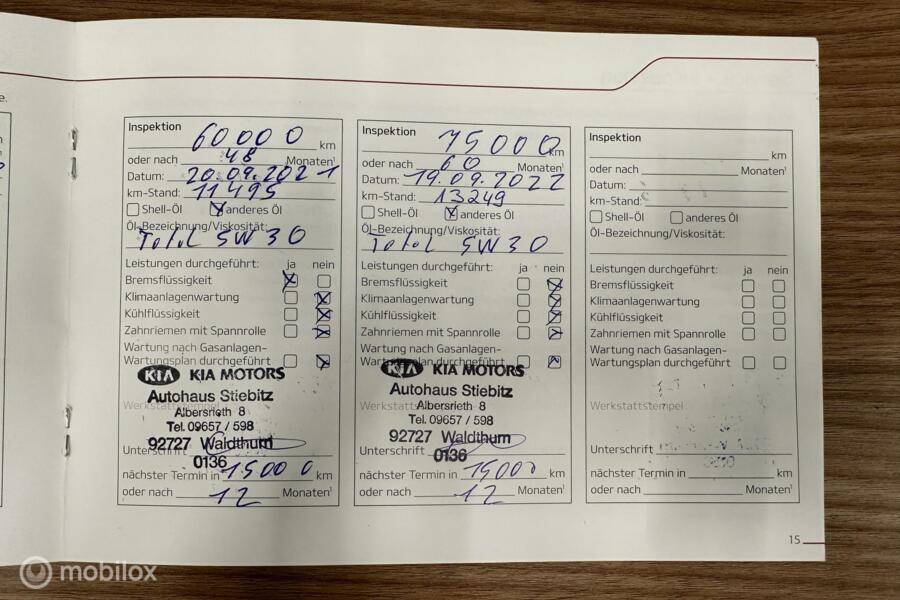 e.
Inspektion 60000 km
oder nach 48 Monaten¹
Datum: 20.09.2021
km-Stand: 11495
Shell-Öl anderes Öl
Öl-Bezeichnung/Viskosität:
Total 5W30
Leistungen durchgeführt: ja nein
Bremsflüssigkeit
Klimaanlagenwartung
Kühlflüssigkeit
Zahnriemen mit Spannrolle
Wartung nach Gasanlagen-
Wartungsplan durchgeführt
KIA KIA MOTORS
Autohaus Stiebitz
Werkstattstempel
Albersrieth 8
Tel. 09657 / 598
92727 Waldthurn
Unterschrift
0136
nächster Termin in 15000 km
oder nach 12 Monaten¹
Inspektion 75000 km
oder nach 60 Monaten¹
Datum: 19.09.2022
km-Stand: 13249
Shell-Öl anderes Öl
Öl-Bezeichnung/Viskosität:
Total 5W30
Leistungen durchgeführt: ja nein
Bremsflüssigkeit
Klimaanlagenwartung
Kühlflüssigkeit
Zahnriemen mit Spannrolle
Wartung nach Gasanlagen-
Wartungsplan durchgeführt
KIA KIA MOTORS
Autohaus Stiebitz
Werkstattstempel
Albersrieth 8
Tel. 09657 / 598
92727 Waldthurn
Unterschrift
0136
nächster Termin in 15000 km
oder nach 12 Monaten¹
Inspektion
km
oder nach Monaten¹
Datum:
km-Stand:
Shell-Öl anderes Öl
Öl-Bezeichnung/Viskosität:
Leistungen durchgeführt: ja nein
Bremsflüssigkeit
Klimaanlagenwartung
Kühlflüssigkeit
Zahnriemen mit Spannrolle
Wartung nach Gasanlagen-
Wartungsplan durchgeführt
Werkstattstempel
Unterschrift
nächster Termin in km
oder nach Monaten¹
15
mobilox